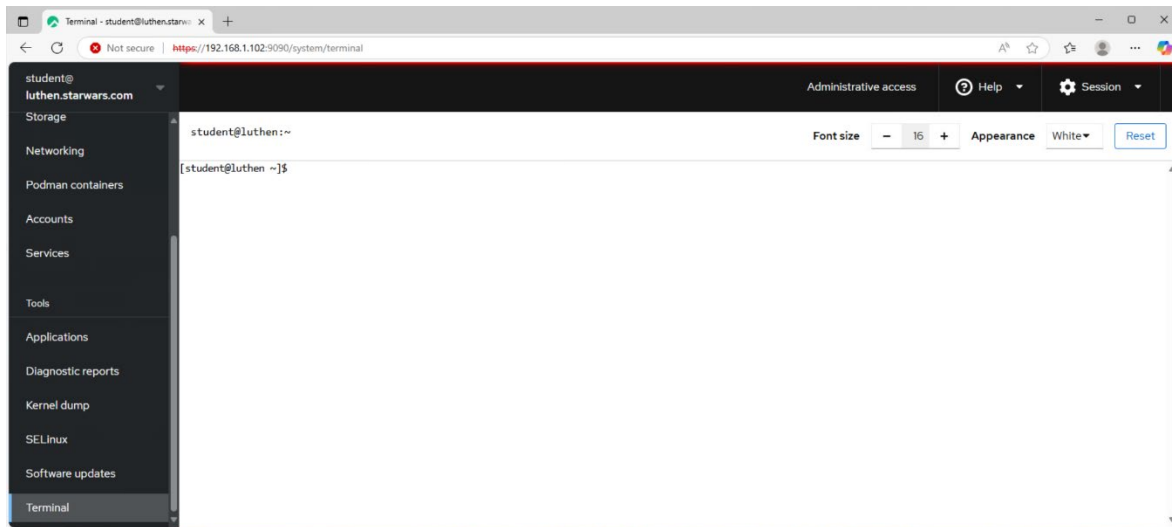 Terminal - student@luthen.starwa
Not secure | https://192.168.1.102:9090/system/terminal
student@
luthen.starwars.com
Administrative access
Help
Session
Storage
Networking
Podman containers
Accounts
Services
Tools
Applications
Diagnostic reports
Kernel dump
SELinux
Software updates
Terminal
student@luthen:~
Font size - 16 + Appearance White Reset
[student@luthen ~]$